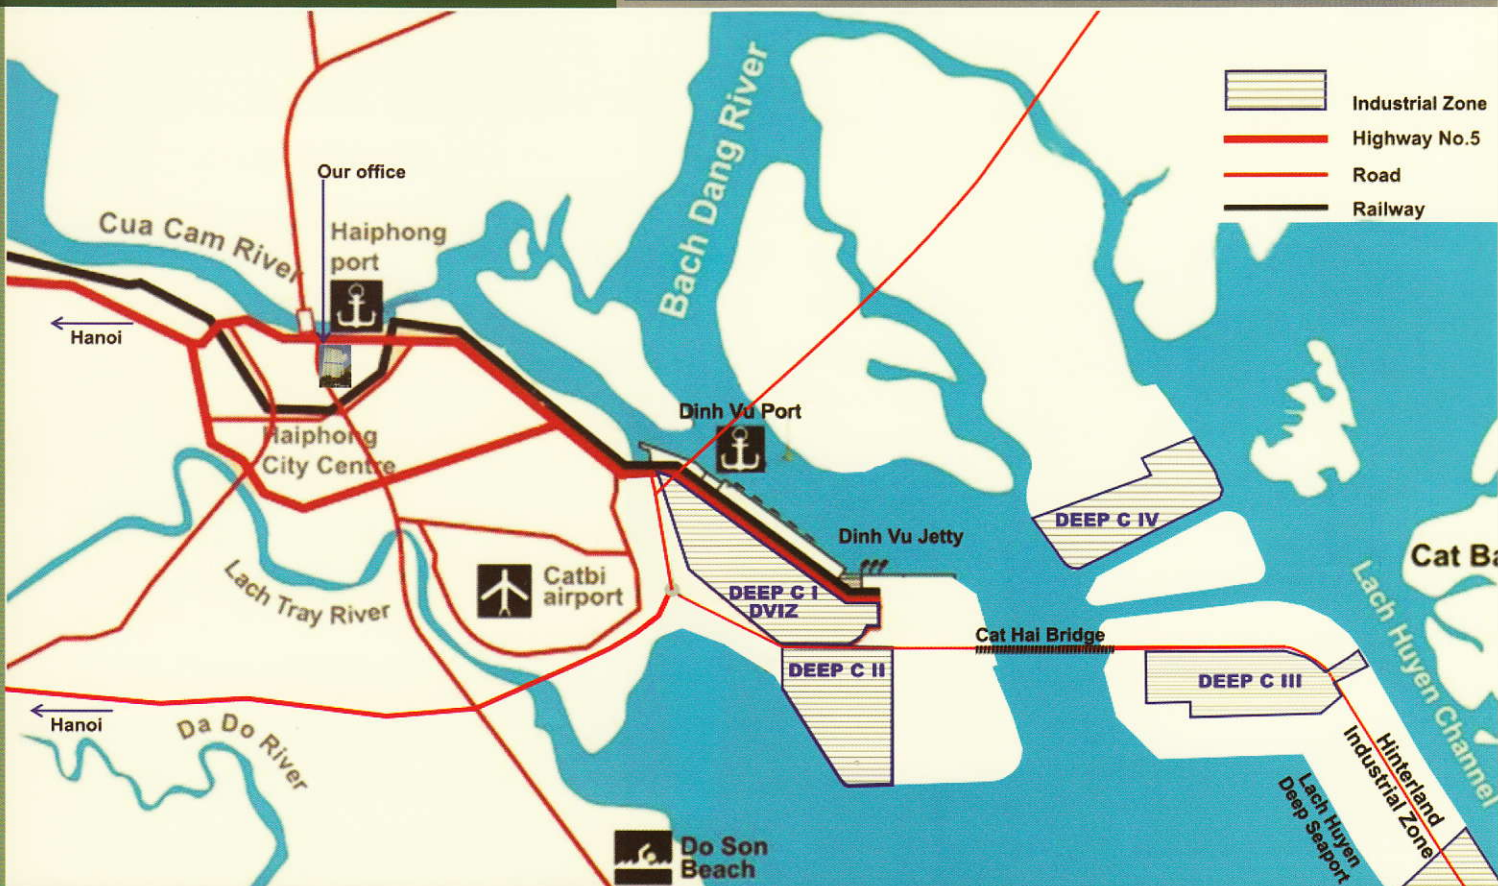 Industrial Zone
Highway No.5
Road
Railway
Bach Dang River
Our office
Cua Cam River
Haiphong
port
Hanoi
Haiphong
City Centre
Dinh Vu Port
Dinh Vu Jetty
DEEP C IV
Cat Ba
Lach Huyen Channel
Catbi
airport
Lach Tray River
DEEP C I
DVIZ
Cat Hai Bridge
DEEP C II
DEEP C III
Hanoi
Da Do River
Hinterland
Industrial Zone
Lach Huyen
Deep Seaport
Do Son
Beach